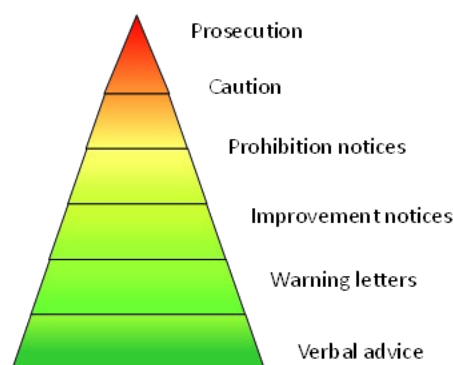 Prosecution
Caution
Prohibition notices
Improvement notices
Warning letters
Verbal advice